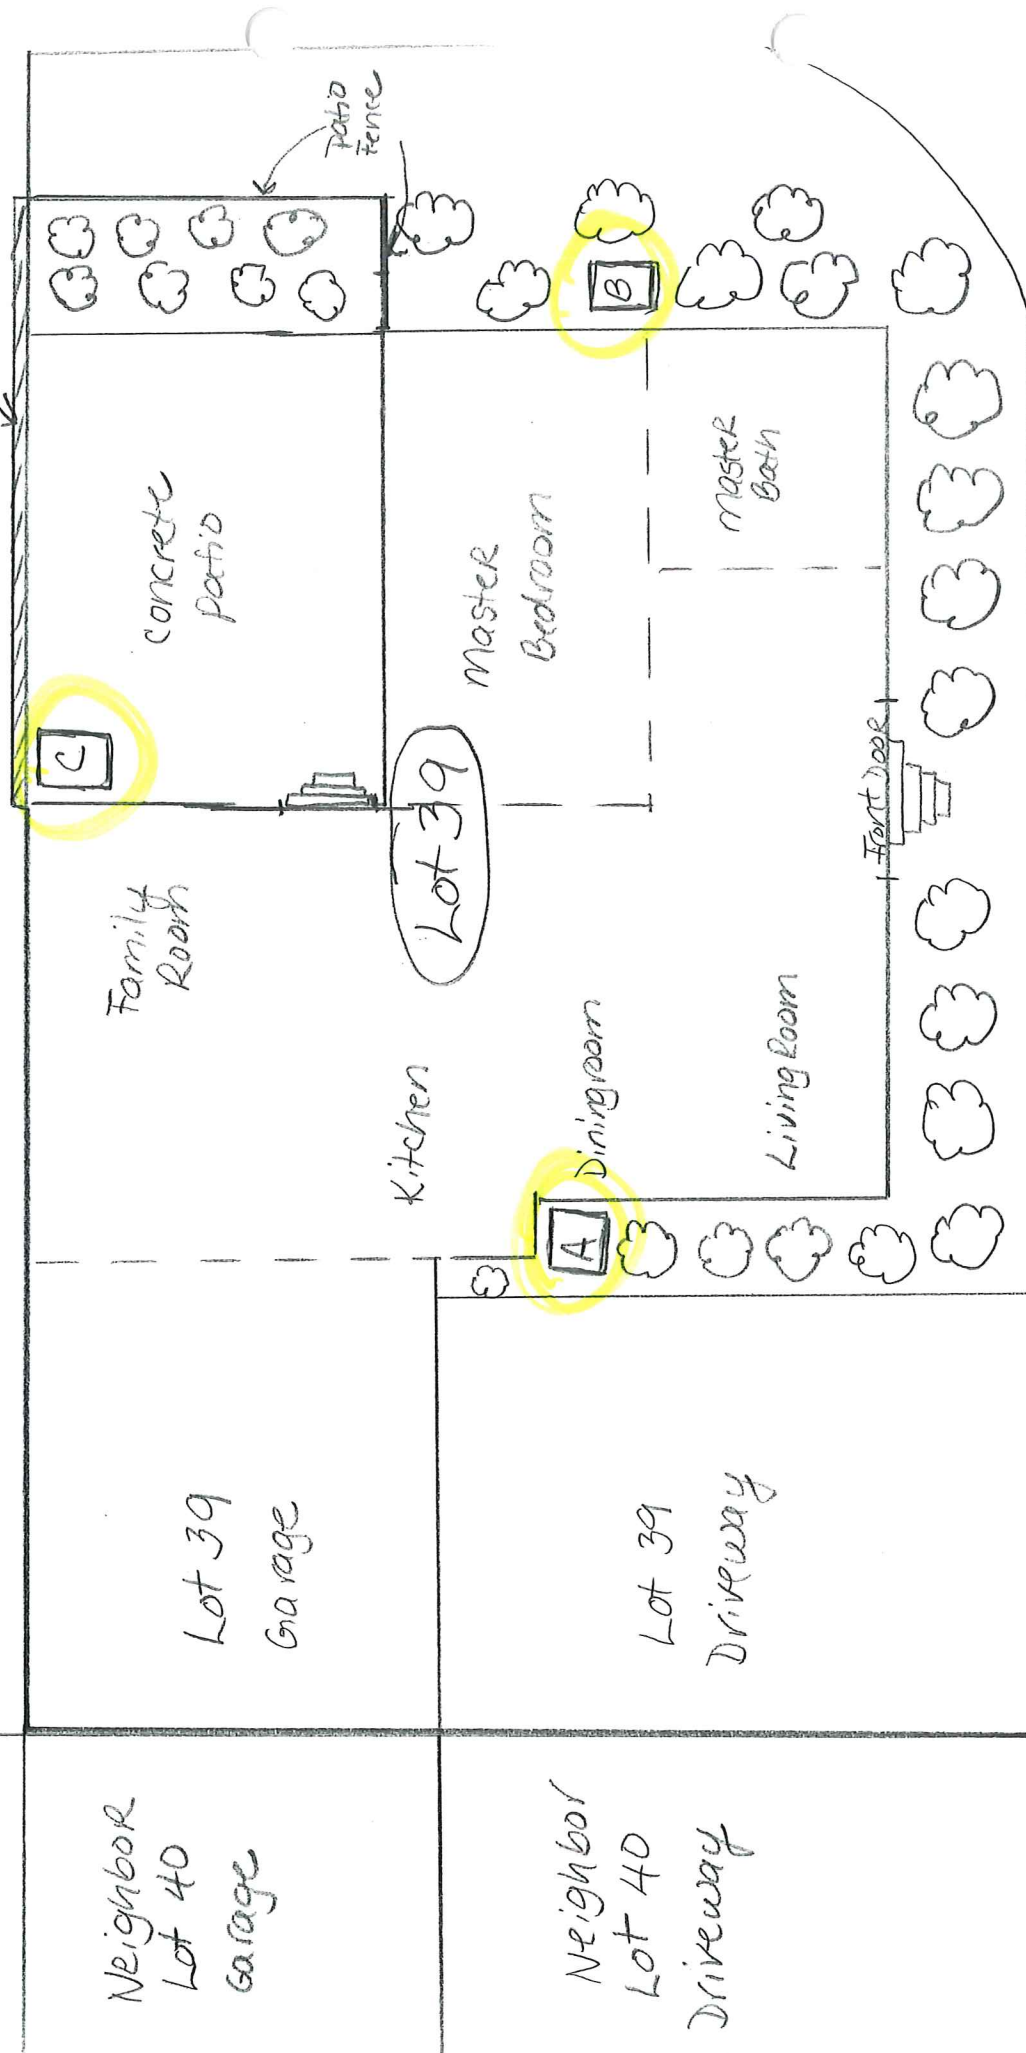 Neighbor
Lot 40
Garage
Lot 39
Garage
Family
Room
C
Concrete
Patio
Patio
Fence
Kitchen
Lot 39
Master
Bedroom
B
Neighbor
Lot 40
Driveway
Lot 39
Driveway
A
Diningroom
Living Room
Front Door
Master
Bath